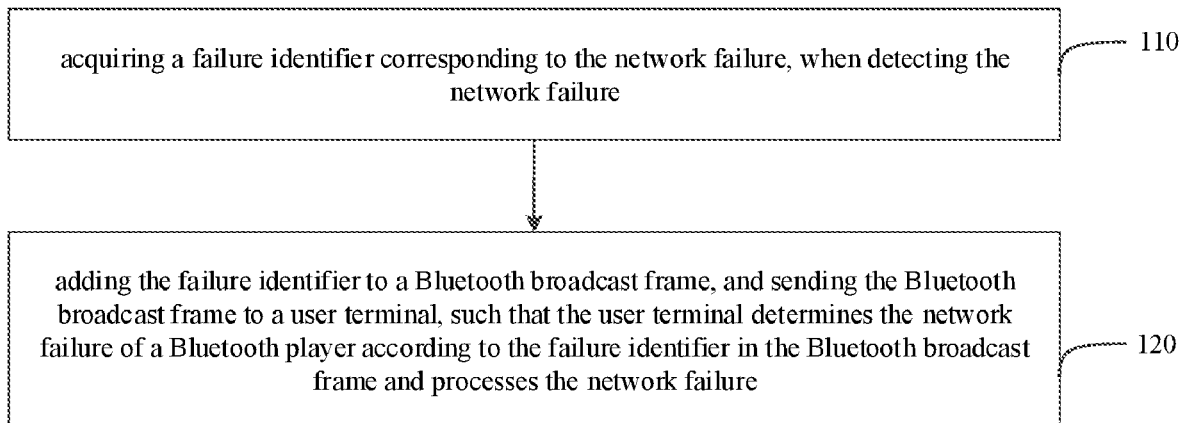 acquiring a failure identifier corresponding to the network failure, when detecting the
network failure
110
adding the failure identifier to a Bluetooth broadcast frame, and sending the Bluetooth
broadcast frame to a user terminal, such that the user terminal determines the network
failure of a Bluetooth player according to the failure identifier in the Bluetooth broadcast
frame and processes the network failure
120